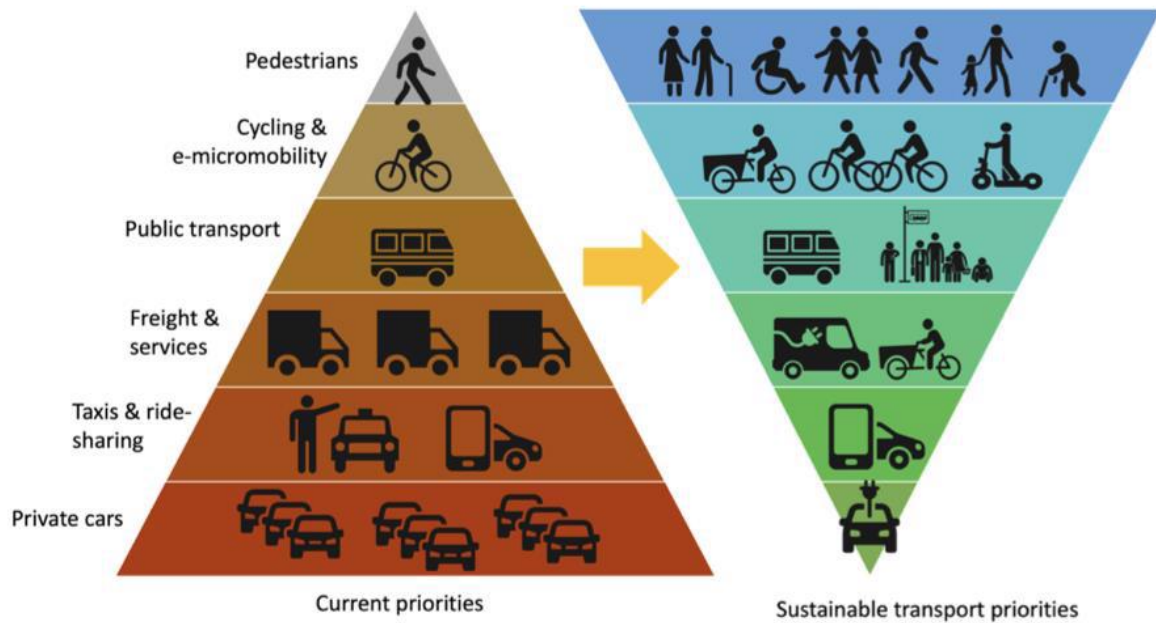 Pedestrians
Cycling &
e-micromobility
Public transport
Freight &
services
Taxis & ride-
sharing
Private cars
Current priorities
Sustainable transport priorities